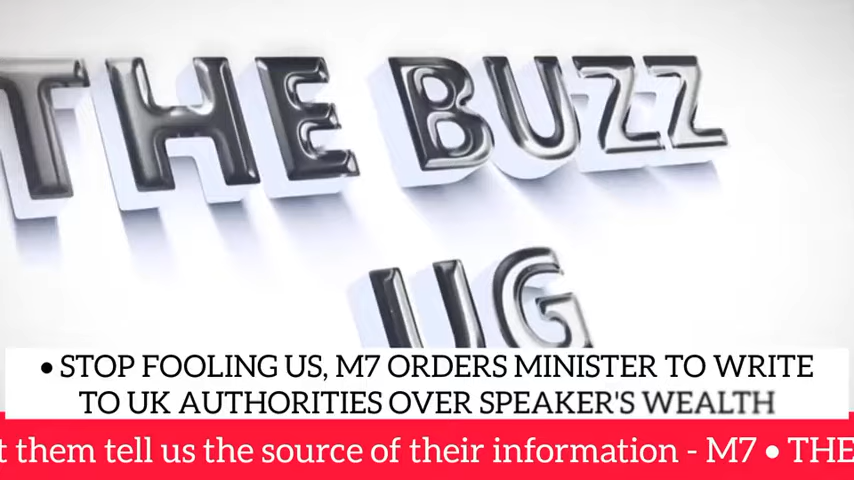 THE BUZZ
UG
• STOP FOOLING US, M7 ORDERS MINISTER TO WRITE
TO UK AUTHORITIES OVER SPEAKER'S WEALTH
them tell us the source of their information - M7 • THE